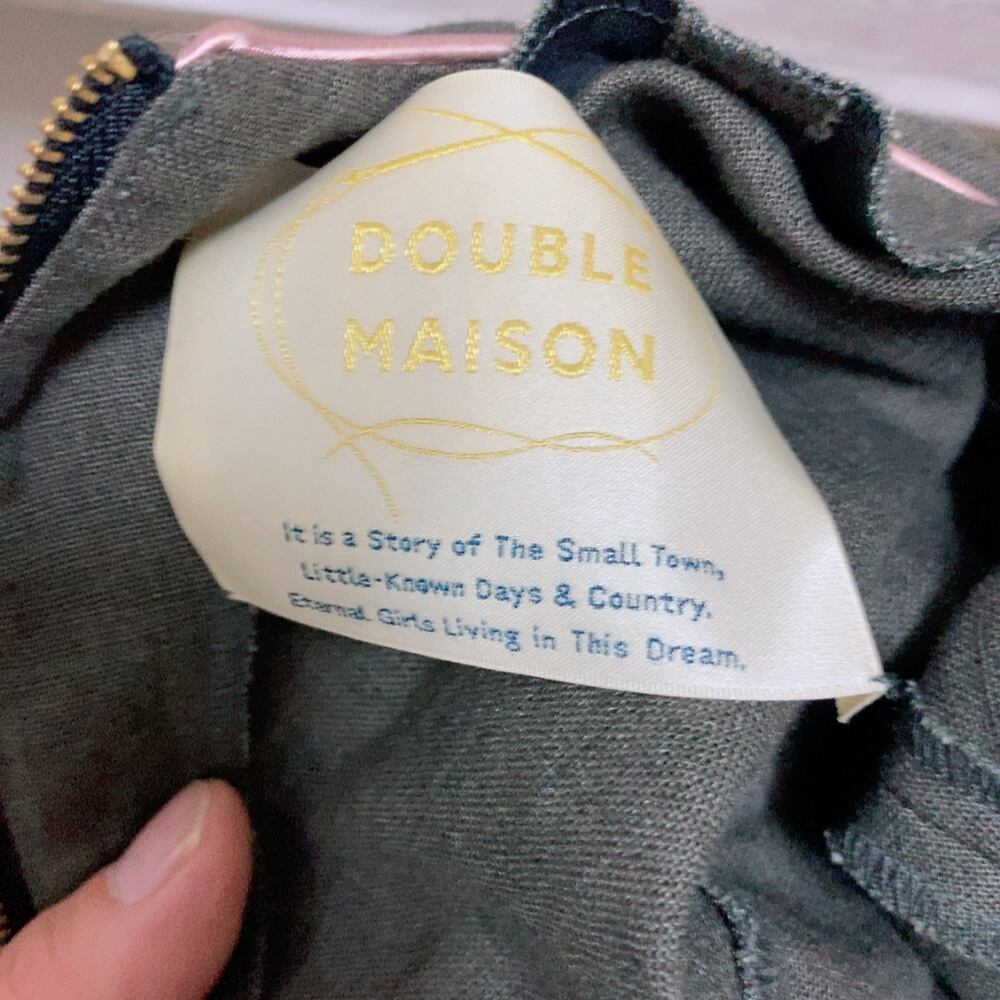 DOUBLE
MAISON
It is a Story of The Small Town,
Little-Known Days & Country.
Eternal Girls Living in This Dream.